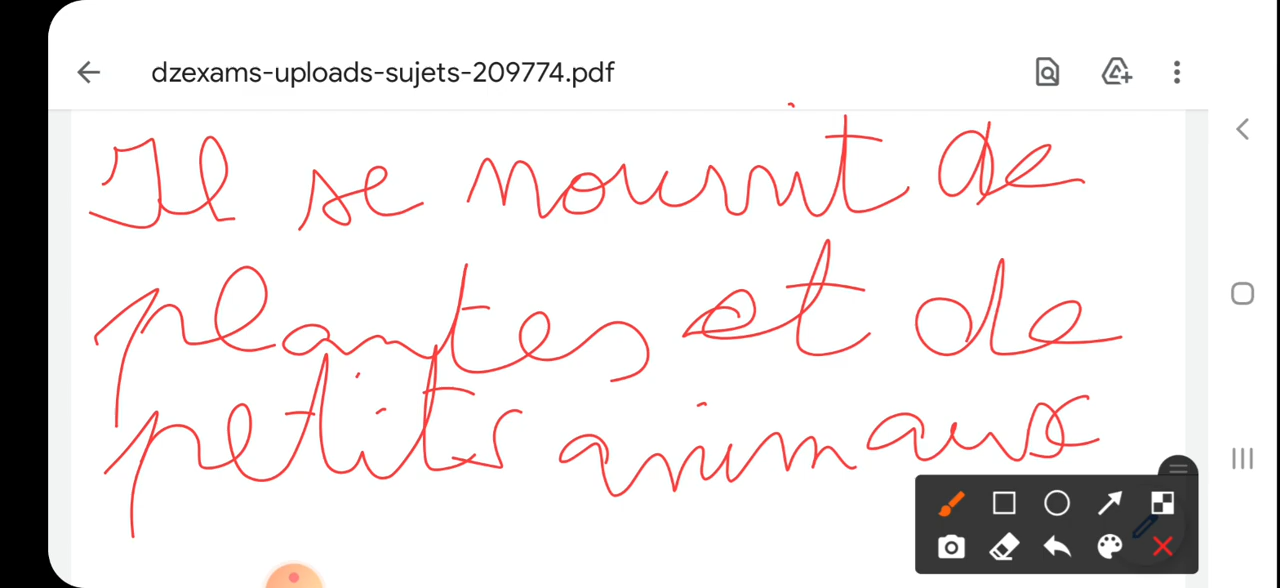 dzexams-uploads-sujets-209774.pdf
Il se nourrit de
plantes et de
petits animaux